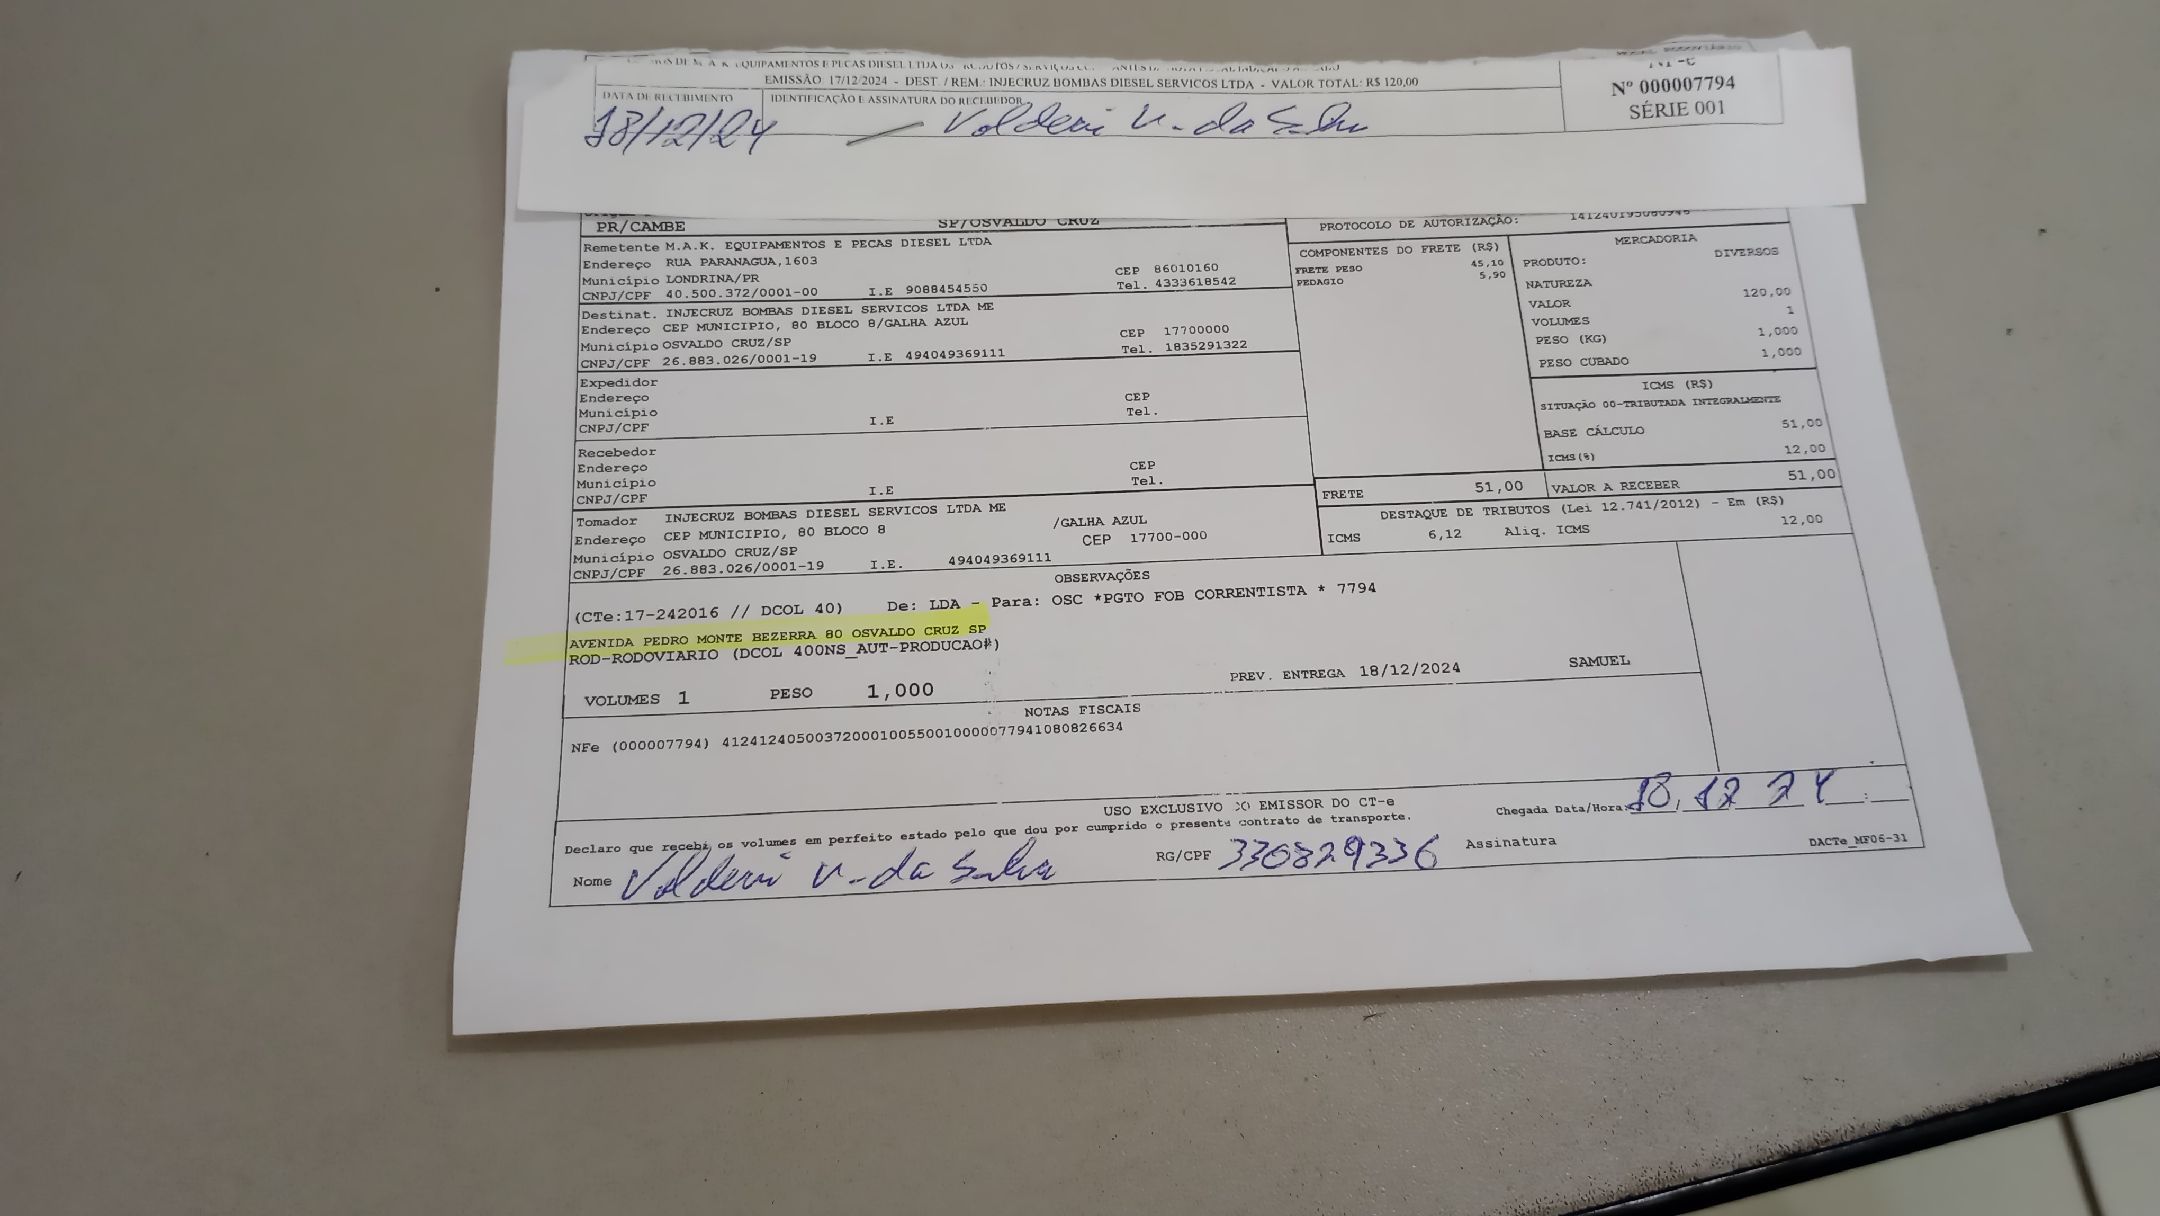 EQUIPAMENTOS E PECAS DIESEL LTDA OS
EMISSÃO: 17/12/2024 - DEST. / REM.: INJECRUZ BOMBAS DIESEL SERVICOS LTDA - VALOR TOTAL: R$ 120,00
Nº 000007794
SÉRIE 001
DATA DE RECEBIMENTO IDENTIFICAÇÃO E ASSINATURA DO RECEBEDOR
18/12/24 da Silva
PR/CAMBE SP/OSVALDO CRUZ
PROTOCOLO DE AUTORIZAÇÃO:
Remetente M.A.K. EQUIPAMENTOS E PECAS DIESEL LTDA
Endereço RUA PARANAGUA,1603
Município LONDRINA/PR CEP 86010160
CNPJ/CPF 40.500.372/0001-00 I.E 9088454550 Tel. 4333618542
Destinat. INJECRUZ BOMBAS DIESEL SERVICOS LTDA ME
Endereço CEP MUNICIPIO, 80 BLOCO 8/GALHA AZUL
Município OSVALDO CRUZ/SP CEP 17700000
CNPJ/CPF 26.883.026/0001-19 I.E 494049369111 Tel. 1835291322
Expedidor
Endereço
Município CEP
CNPJ/CPF I.E Tel.
Recebedor
Endereço
Município CEP
CNPJ/CPF I.E Tel.
Tomador INJECRUZ BOMBAS DIESEL SERVICOS LTDA ME
Endereço CEP MUNICIPIO, 80 BLOCO 8 /GALHA AZUL
Município OSVALDO CRUZ/SP CEP 17700-000
CNPJ/CPF 26.883.026/0001-19 I.E. 494049369111
COMPONENTES DO FRETE (R$)
FRETE PESO 45,10
PEDAGIO 5,90
MERCADORIA
PRODUTO: DIVERSOS
NATUREZA
VALOR 120,00
VOLUMES 1
PESO (KG) 1,000
PESO CUBADO 1,000
ICMS (R$)
SITUAÇÃO 00-TRIBUTADA INTEGRALMENTE
BASE CÁLCULO 51,00
ICMS(%) 12,00
FRETE 51,00 VALOR A RECEBER 51,00
DESTAQUE DE TRIBUTOS (Lei 12.741/2012) - Em (R$)
ICMS 6,12 Aliq. ICMS 12,00
OBSERVAÇÕES
(CTe:17-242016 // DCOL 40) De: LDA - Para: OSC *PGTO FOB CORRENTISTA * 7794
AVENIDA PEDRO MONTE BEZERRA 80 OSVALDO CRUZ SP
ROD-RODOVIARIO (DCOL 400NS_AUT-PRODUCAO#)
VOLUMES 1 PESO 1,000 PREV. ENTREGA 18/12/2024 SAMUEL
NOTAS FISCAIS
NFe (000007794) 41241240500372000100550010000077941080826634
USO EXCLUSIVO DO EMISSOR DO CT-e
Declaro que recebi os volumes em perfeito estado pelo que dou por cumprido o presente contrato de transporte.
Chegada Data/Hora: 18, 12 24 :
Nome da Silva RG/CPF 330829336 Assinatura
DACTe_MF06-31